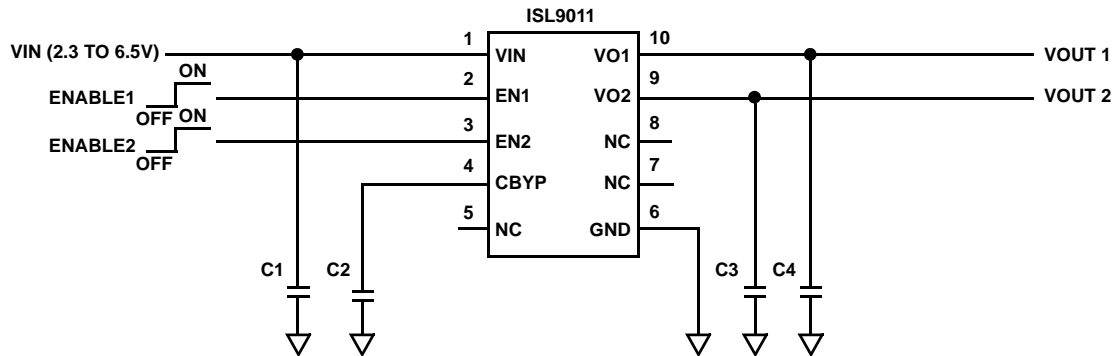 ISL9011
VIN (2.3 TO 6.5V)
1
VIN
VO1
10
VOUT 1
ON
ENABLE1
OFF
2
EN1
VO2
9
VOUT 2
ON
ENABLE2
OFF
3
EN2
NC
8
4
CBYP
NC
7
5
NC
GND
6
C1
C2
C3
C4